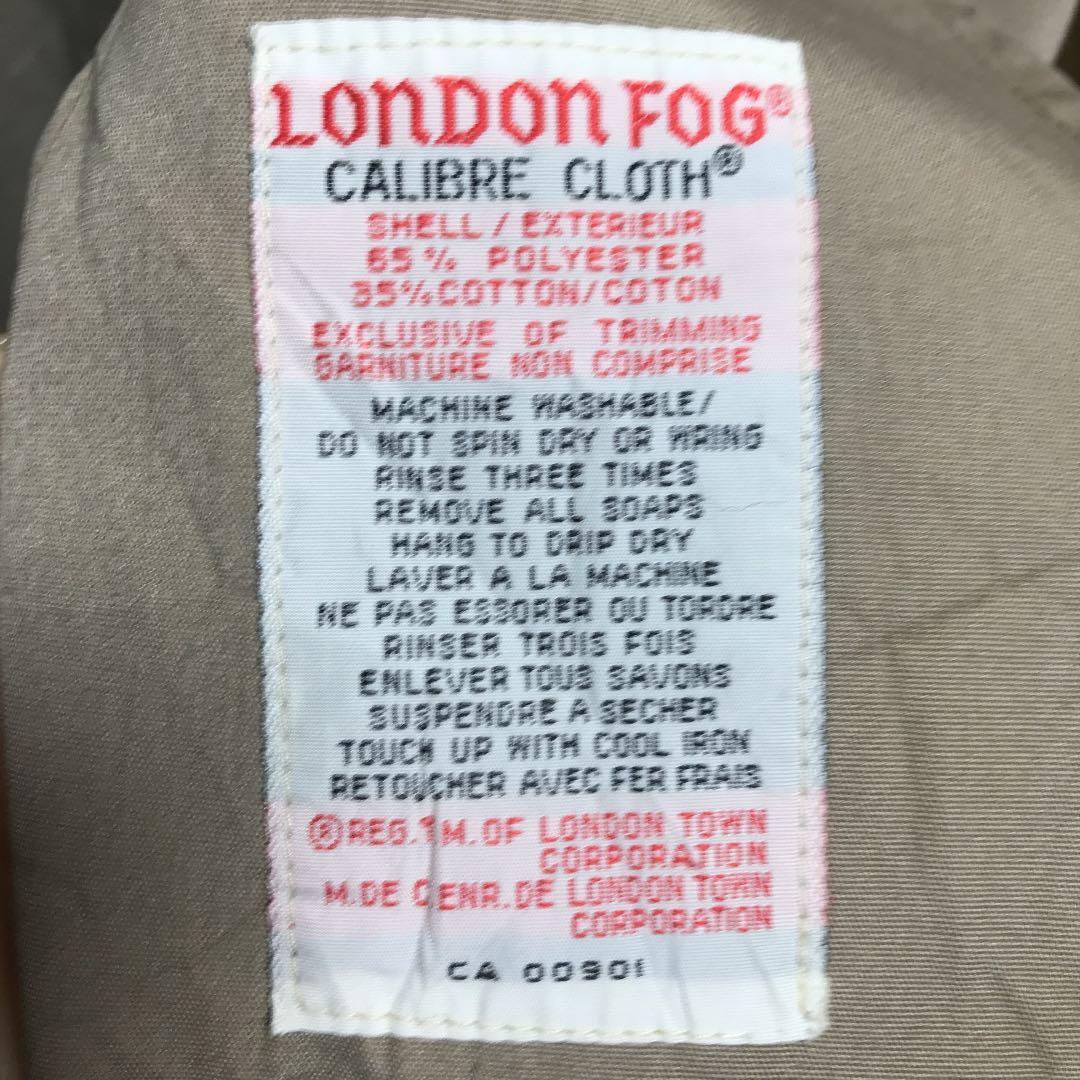 LONDON FOG®
CALIBRE CLOTH®
SHELL / EXTERIEUR
65% POLYESTER
35% COTTON/COTON
EXCLUSIVE OF TRIMMING
GARNITURE NON COMPRISE
MACHINE WASHABLE/
DO NOT SPIN DRY OR WRING
RINSE THREE TIMES
REMOVE ALL SOAPS
HANG TO DRIP DRY
LAVER A LA MACHINE
NE PAS ESSORER OU TORDRE
RINSER TROIS FOIS
ENLEVER TOUS SAVONS
SUSPENDRE A SECHER
TOUCH UP WITH COOL IRON
RETOUCHER AVEC FER FRAIS
®REG.TM.OF LONDON TOWN
CORPORATION
M.DE C ENR.DE LONDON TOWN
CORPORATION
CA 00901